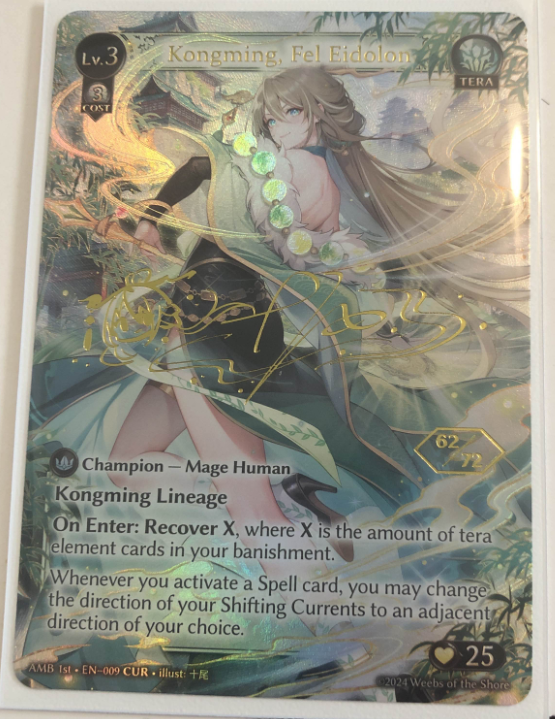 Lv.3
Kongming, Fel Eidolon
TERA
3
COST
62/72
Champion — Mage Human
Kongming Lineage
On Enter: Recover X, where X is the amount of tera
element cards in your banishment.
Whenever you activate a Spell card, you may change
the direction of your Shifting Currents to an adjacent
direction of your choice.
25
AMB 1st • EN-009 CUR • illust: 十尾
©2024 Weebs of the Shore